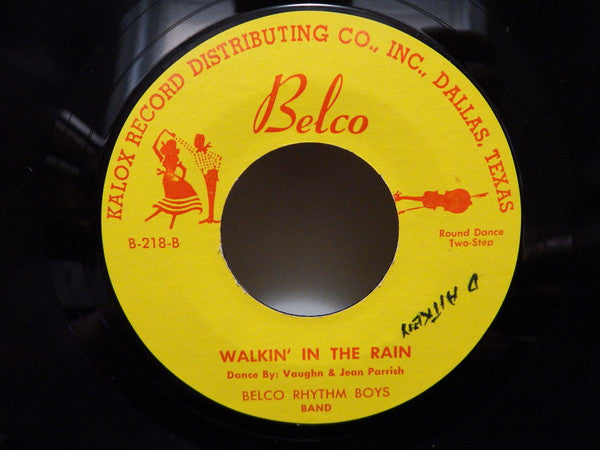 KALOX RECORD DISTRIBUTING CO., INC., DALLAS, TEXAS
Belco
B-218-B
Round Dance
Two-Step
WALKIN' IN THE RAIN
Dance By: Vaughn & Jean Parrish
BELCO RHYTHM BOYS
BAND